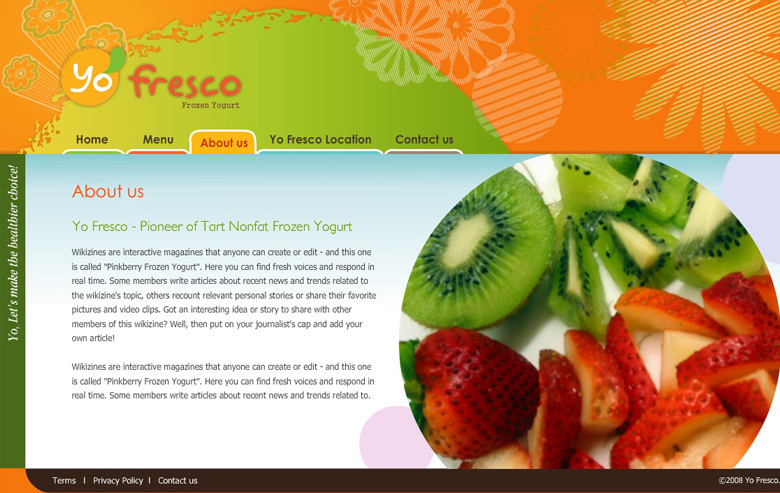 Yo fresco
Frozen Yogurt
Home Menu About us Yo Fresco Location Contact us
Yo, Let's make the healthier choice!
About us
Yo Fresco - Pioneer of Tart Nonfat Frozen Yogurt
Wikizines are interactive magazines that anyone can create or edit - and this one
is called "Pinkberry Frozen Yogurt". Here you can find fresh voices and respond in
real time. Some members write articles about recent news and trends related to
the wikizine's topic, others recount relevant personal stories or share their favorite
pictures and video clips. Got an interesting idea or story to share with other
members of this wikizine? Well, then put on your journalist's cap and add your
own article!
Wikizines are interactive magazines that anyone can create or edit - and this one
is called "Pinkberry Frozen Yogurt". Here you can find fresh voices and respond in
real time. Some members write articles about recent news and trends related to.
Terms I Privacy Policy I Contact us
©2008 Yo Fresco